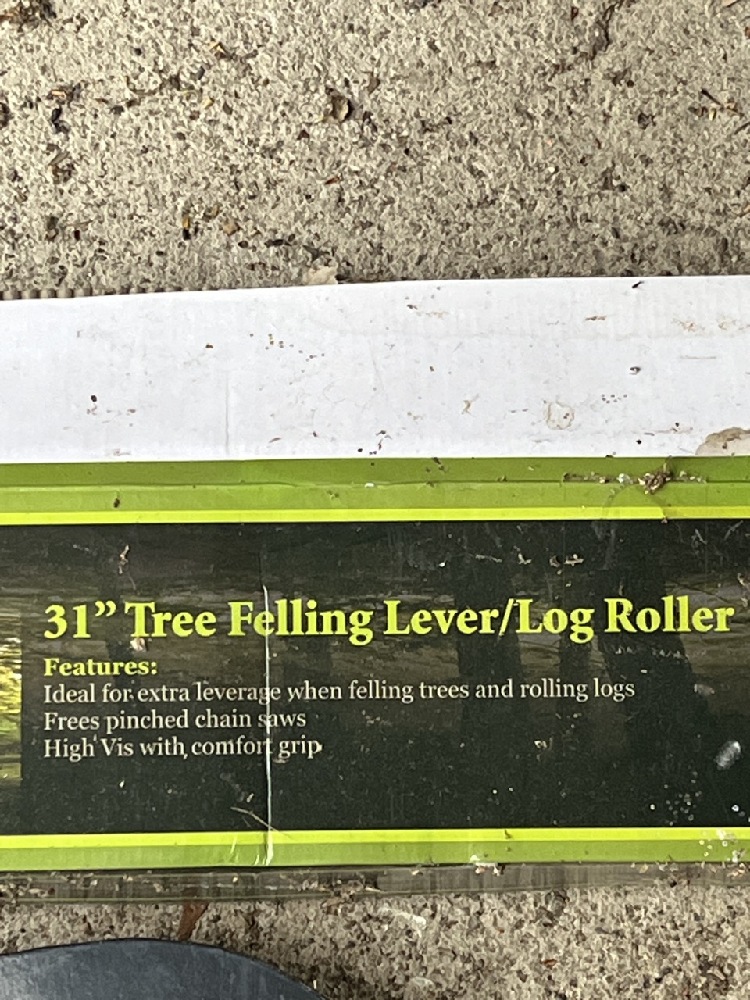 31” Tree Felling Lever/Log Roller
Features:
Ideal for extra leverage when felling trees and rolling logs
Frees pinched chain saws
High Vis with comfort grip